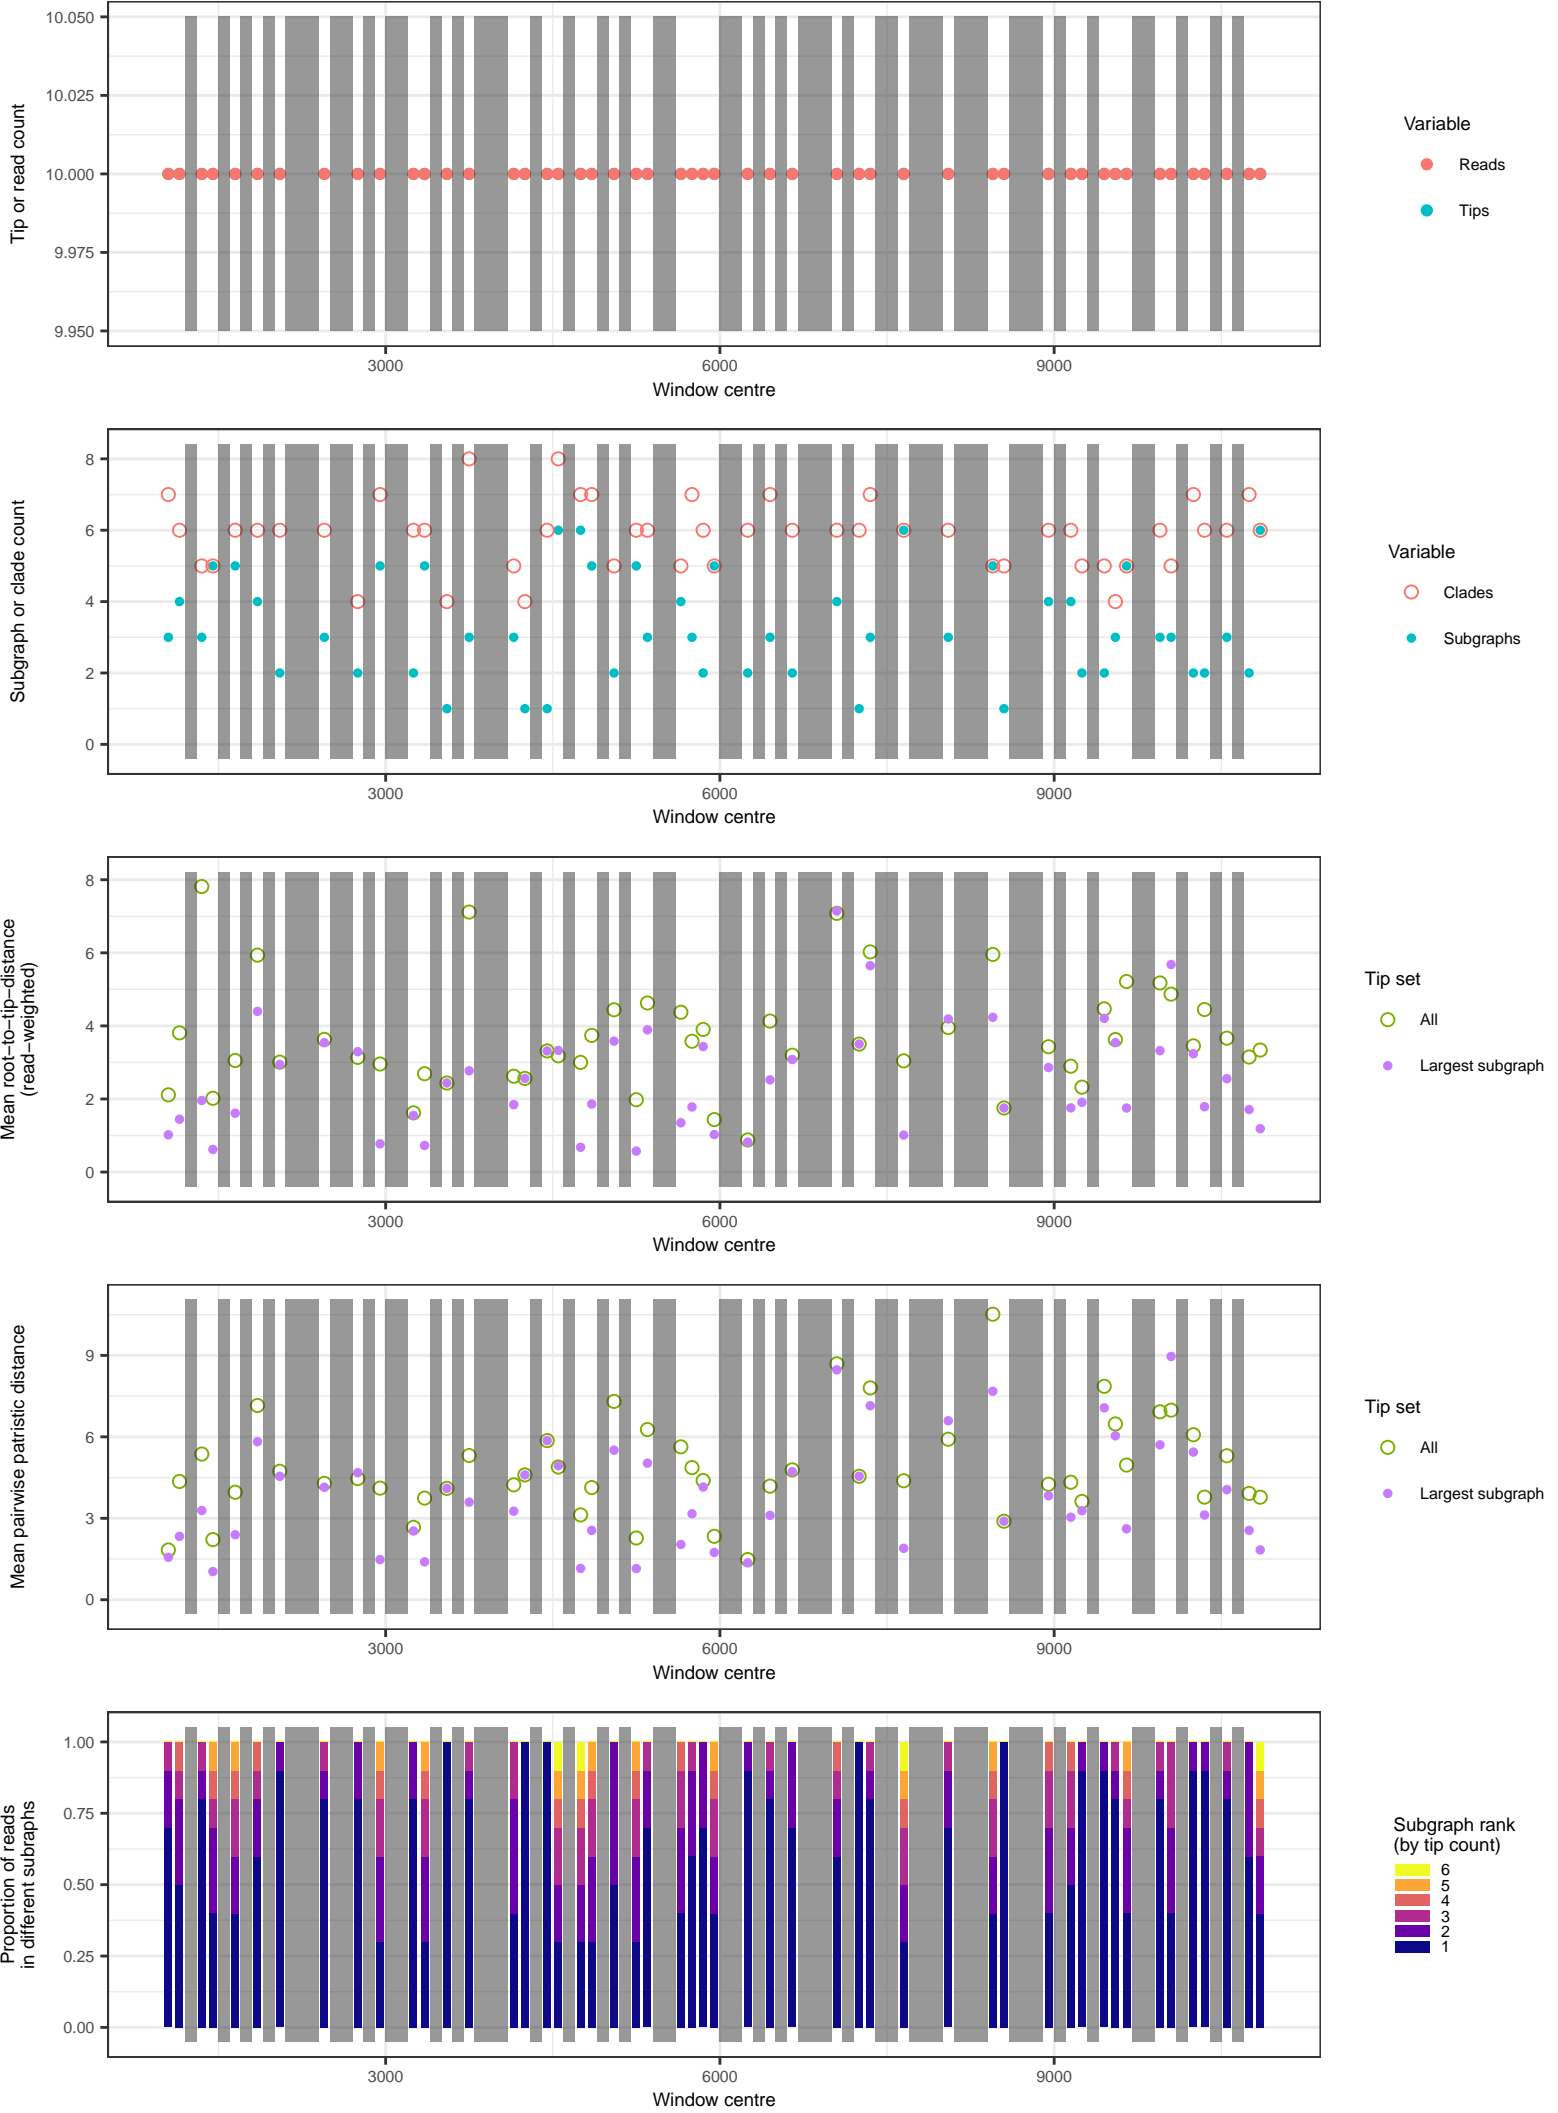 10.050
10.025
10.000
9.975
9.950
Tip or read count
3000
6000
9000
Window centre
Variable
Reads
Tips
8
6
4
2
0
Subgraph or clade count
3000
6000
9000
Window centre
Variable
Clades
Subgraphs
8
6
4
2
0
Mean root−to−tip−distance
(read−weighted)
3000
6000
9000
Window centre
Tip set
All
Largest subgraph
9
6
3
0
Mean pairwise patristic distance
3000
6000
9000
Window centre
Tip set
All
Largest subgraph
1.00
0.75
0.50
0.25
0.00
Proportion of reads
in different subraphs
3000
6000
9000
Window centre
Subgraph rank
(by tip count)
6
5
4
3
2
1